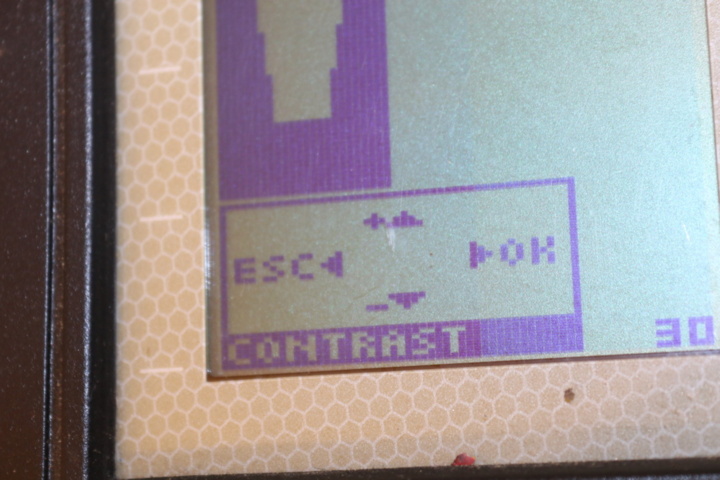 +▲
ESC◀ ▶OK
-▼
CONTRAST 30